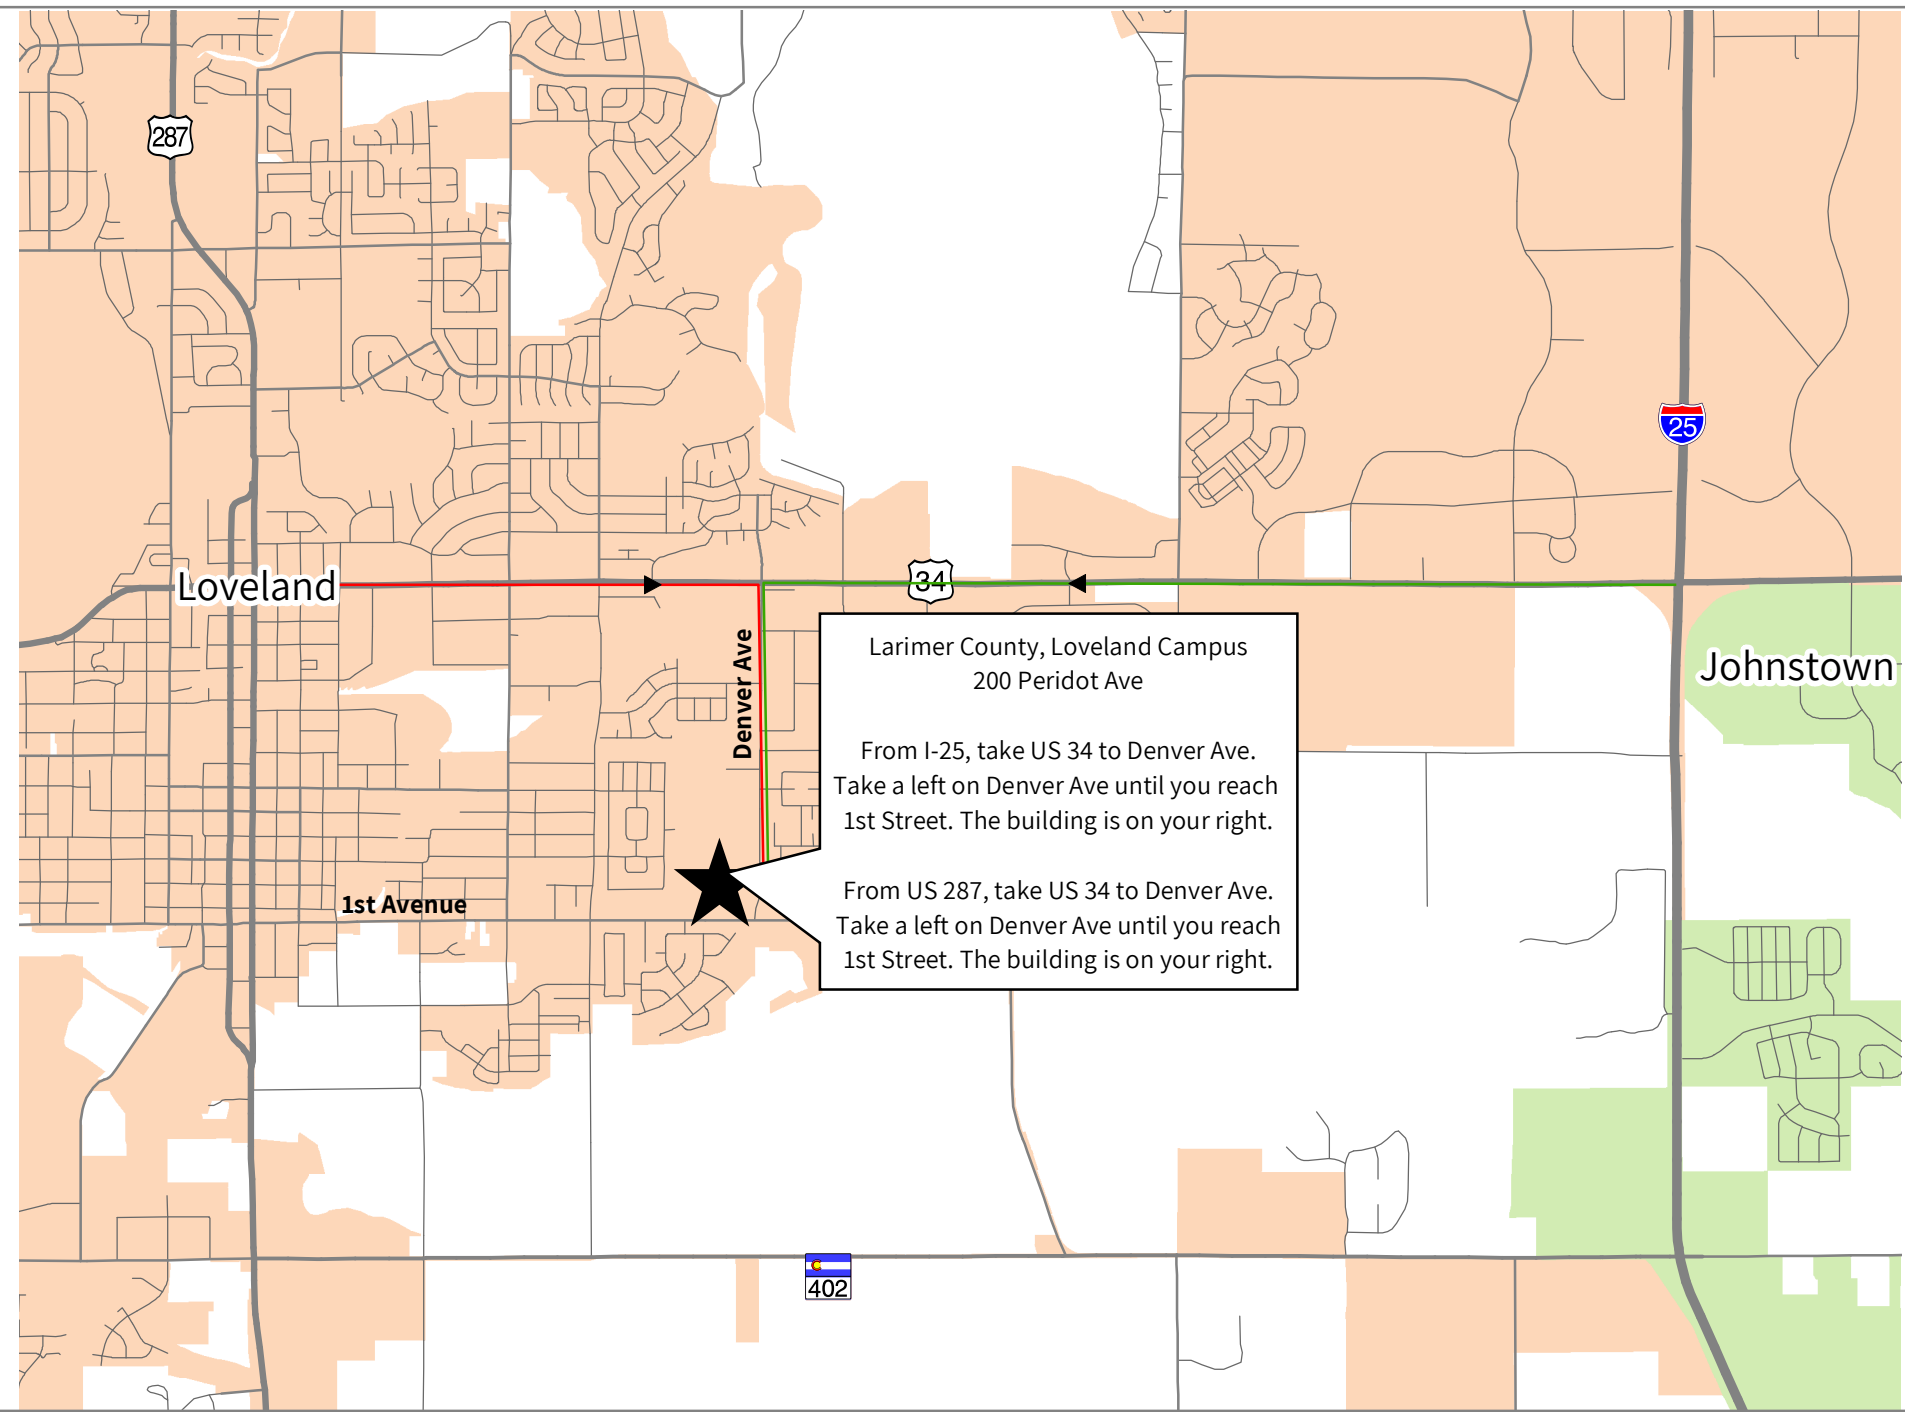 287
25
Loveland
34
Johnstown
Denver Ave
Larimer County, Loveland Campus
200 Peridot Ave
From I-25, take US 34 to Denver Ave.
Take a left on Denver Ave until you reach
1st Street. The building is on your right.
From US 287, take US 34 to Denver Ave.
Take a left on Denver Ave until you reach
1st Street. The building is on your right.
1st Avenue
C
402